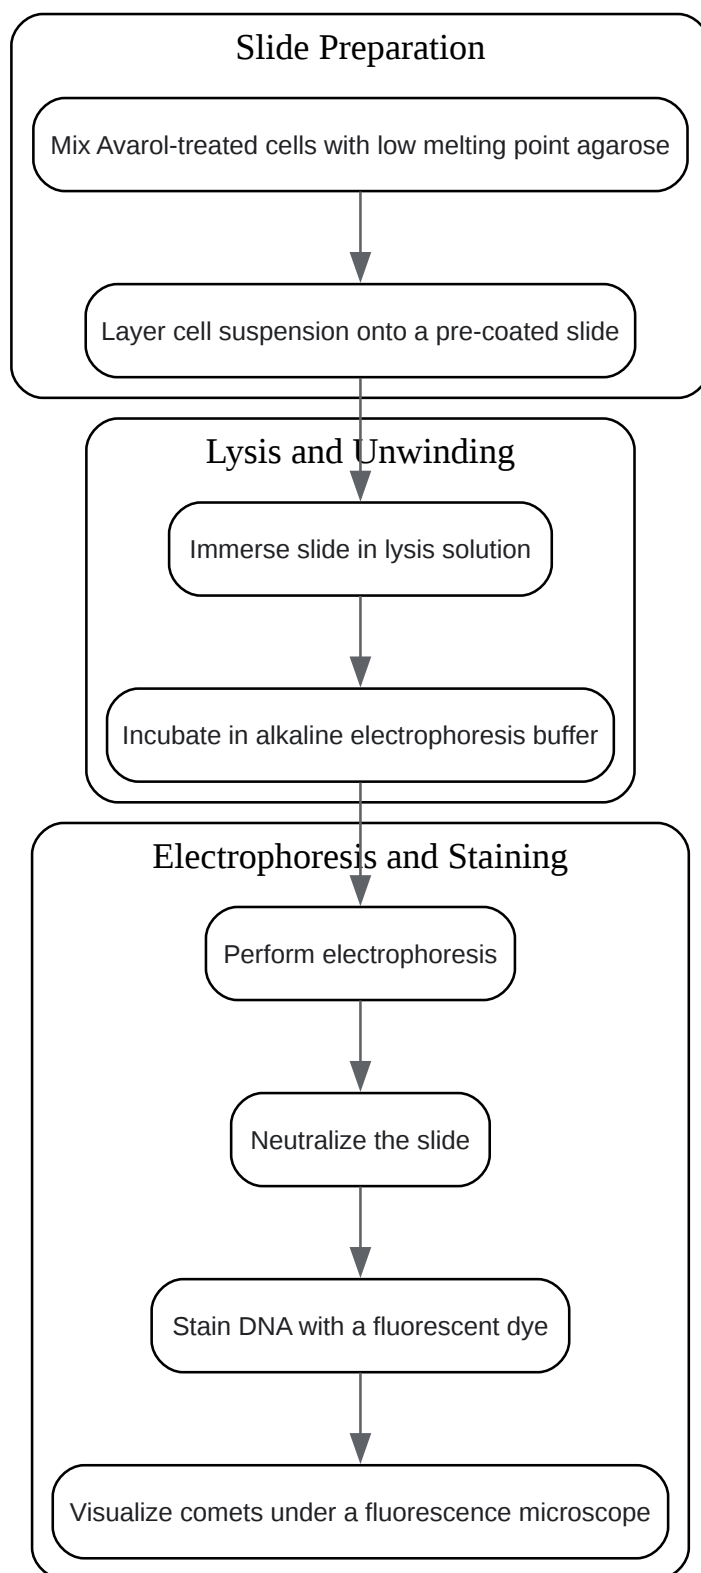 Slide Preparation
Mix Avarol-treated cells with low melting point agarose
Layer cell suspension onto a pre-coated slide
Lysis and Unwinding
Immerse slide in lysis solution
Incubate in alkaline electrophoresis buffer
Electrophoresis and Staining
Perform electrophoresis
Neutralize the slide
Stain DNA with a fluorescent dye
Visualize comets under a fluorescence microscope